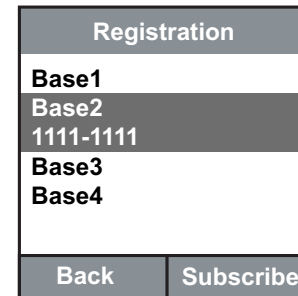 Registration
Base1
Base2
1111-1111
Base3
Base4
Back Subscribe